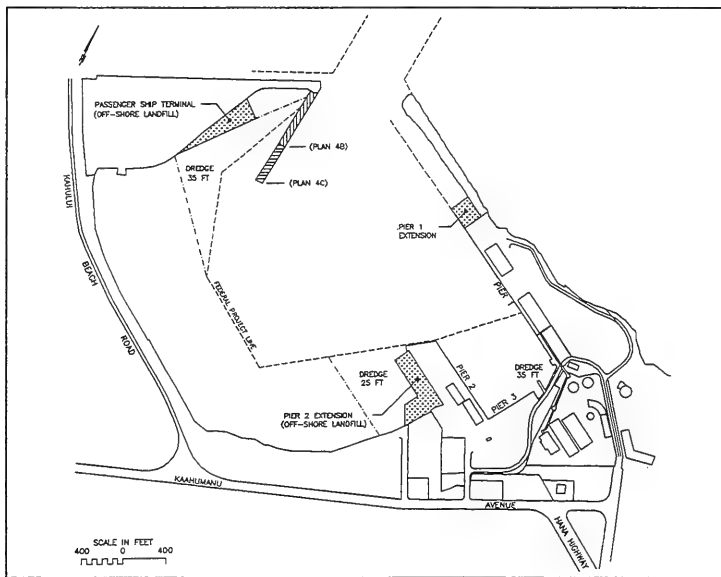 PASSENGER SHIP TERMINAL
(OFF-SHORE LANDFILL)
(PLAN 4B)
DREDGE
35 FT
(PLAN 4C)
KAHULUI
BEACH
ROAD
PIER 1
EXTENSION
PIER 1
FEDERAL PROJECT LINE
DREDGE
25 FT
PIER 2
DREDGE
35 FT
PIER 3
PIER 2 EXTENSION
(OFF-SHORE LANDFILL)
KAAHUMANU
AVENUE
HANA HIGHWAY
SCALE IN FEET
400 0 400